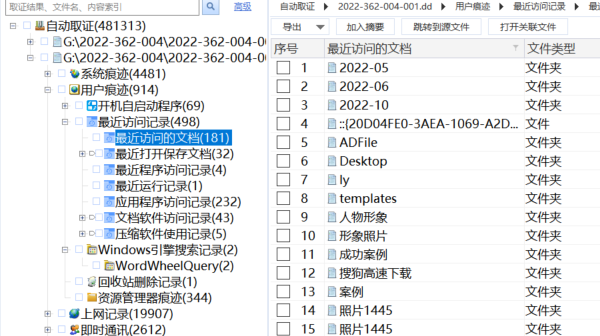 取证结果、文件名、内容索引
高级
自动取证(481313)
G:\2022-362-004\2022-362-004-0
G:\2022-362-004\2022-362-004-0
系统痕迹(4481)
用户痕迹(914)
开机自启动程序(69)
最近访问记录(498)
最近访问的文档(181)
最近打开保存文档(32)
最近程序访问记录(4)
最近运行记录(1)
应用程序访问记录(232)
文档软件访问记录(43)
压缩软件使用记录(5)
Windows引擎搜索记录(2)
WordWheelQuery(2)
回收站删除记录(1)
资源管理器痕迹(344)
上网记录(19907)
即时通讯(2612)
自动取证 ▸ 2022-362-004-001.dd ▸ 用户痕迹 ▸ 最近访问记录 ▸ 最近
导出 加入摘要 跳转到源文件 打开关联文件
序号 最近访问的文档 文件类型
1 2022-05 文件夹
2 2022-06 文件夹
3 2022-10 文件夹
4 ::{20D04FE0-3AEA-1069-A2D... 文件
5 ADFile 文件夹
6 Desktop 文件夹
7 ly 文件夹
8 templates 文件夹
9 人物形象 文件夹
10 形象照片 文件夹
11 成功案例 文件夹
12 搜狗高速下载 文件夹
13 案例 文件夹
14 照片1445 文件夹
15 照片1445 文件夹